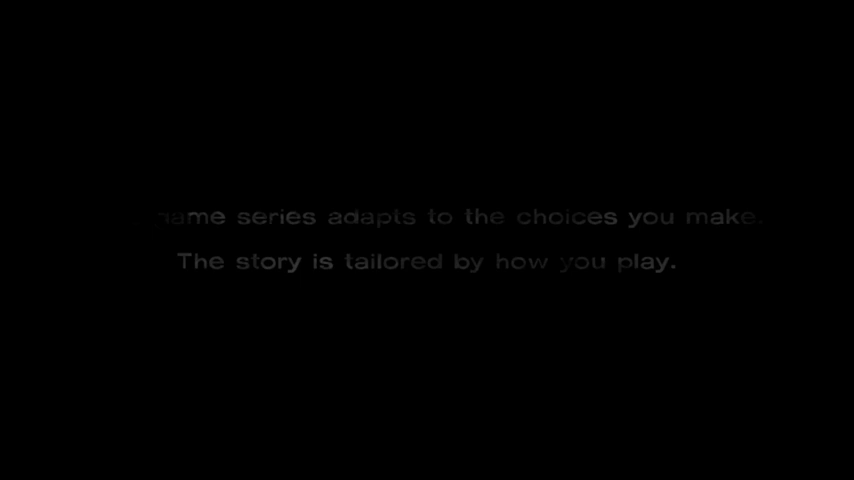 game series adapts to the choices you make.
The story is tailored by how you play.